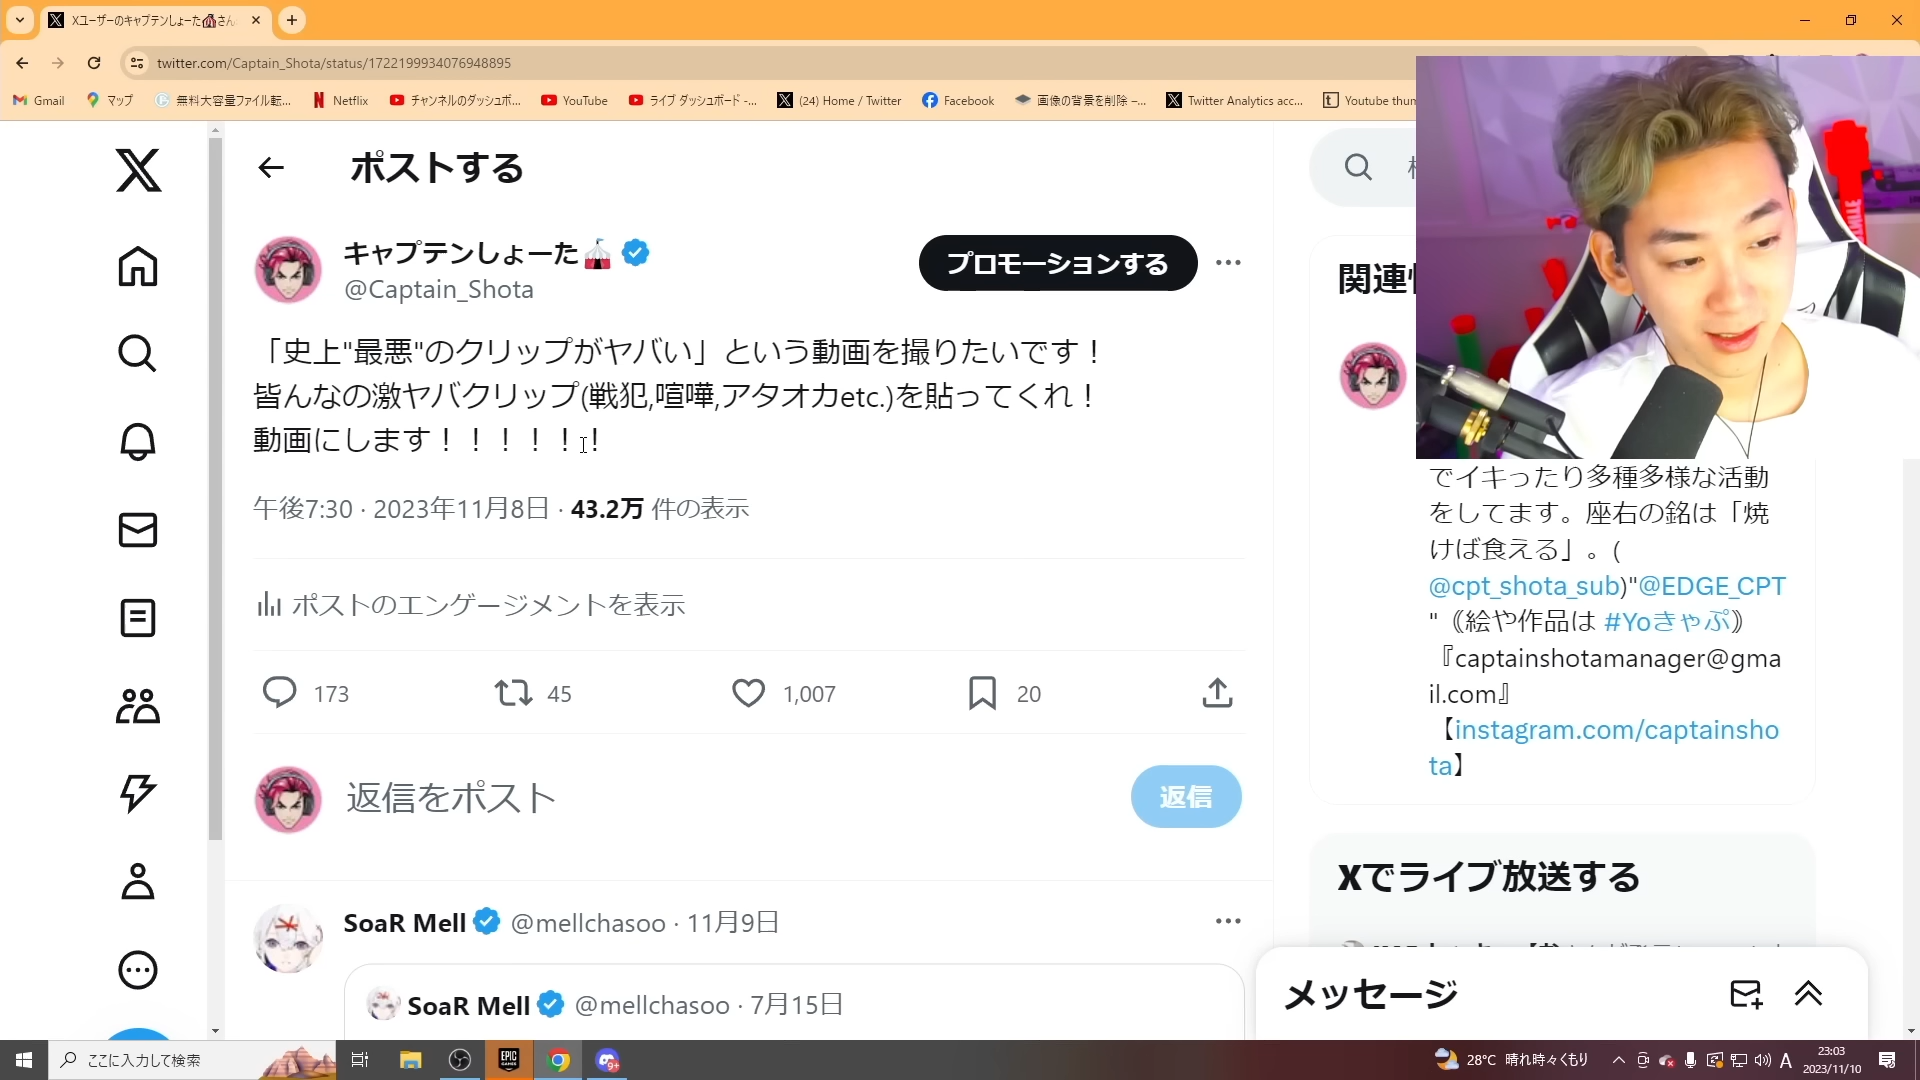 Xユーザーのキャプテンしょーた🎪さん
twitter.com/Captain_Shota/status/1722199934076948895
Gmail
マップ
無料大容量ファイル転...
Netflix
チャンネルのダッシュボ...
YouTube
ライブ ダッシュボード -...
(24) Home / Twitter
Facebook
画像の背景を削除 –...
Twitter Analytics acc...
Youtube thum
ポストする
キャプテンしょーた🎪
@Captain_Shota
プロモーションする
「史上"最悪"のクリップがヤバい」という動画を撮りたいです！
皆んなの激ヤバクリップ(戦犯,喧嘩,アタオカetc.)を貼ってくれ！
動画にします！！！！！！
午後7:30 · 2023年11月8日 · 43.2万 件の表示
ポストのエンゲージメントを表示
173
45
1,007
20
返信をポスト
返信
SoaR Mell @mellchasoo · 11月9日
SoaR Mell @mellchasoo · 7月15日
関連
でイキったり多種多様な活動
をしてます。座右の銘は「焼
けば食える」。(
@cpt_shota_sub)"@EDGE_CPT
"《絵や作品は #Yoきゃぷ》
『captainshotamanager@gma
il.com』
【instagram.com/captainsho
ta】
Xでライブ放送する
メッセージ
ここに入力して検索
EPIC
GAMES
28°C 晴れ時々くもり
A
23:03
2023/11/10